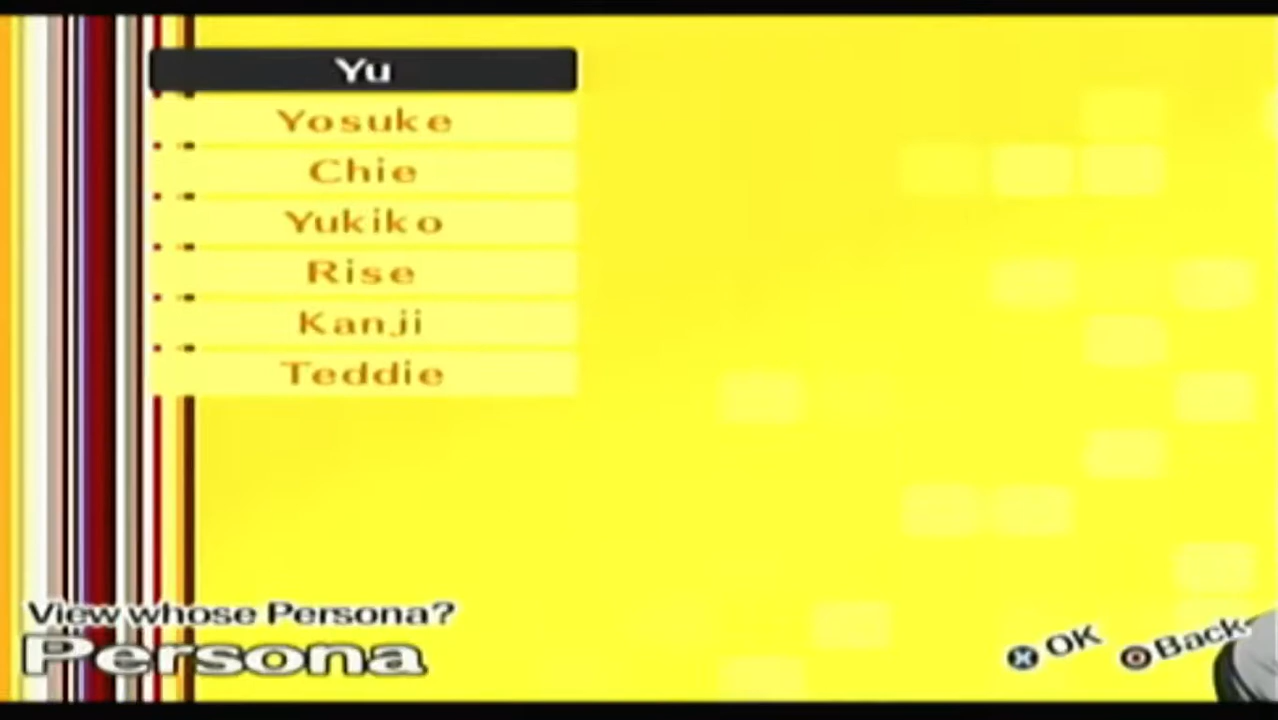 Yu
Yosuke
Chie
Yukiko
Rise
Kanji
Teddie
View whose Persona?
Persona
OK
Back